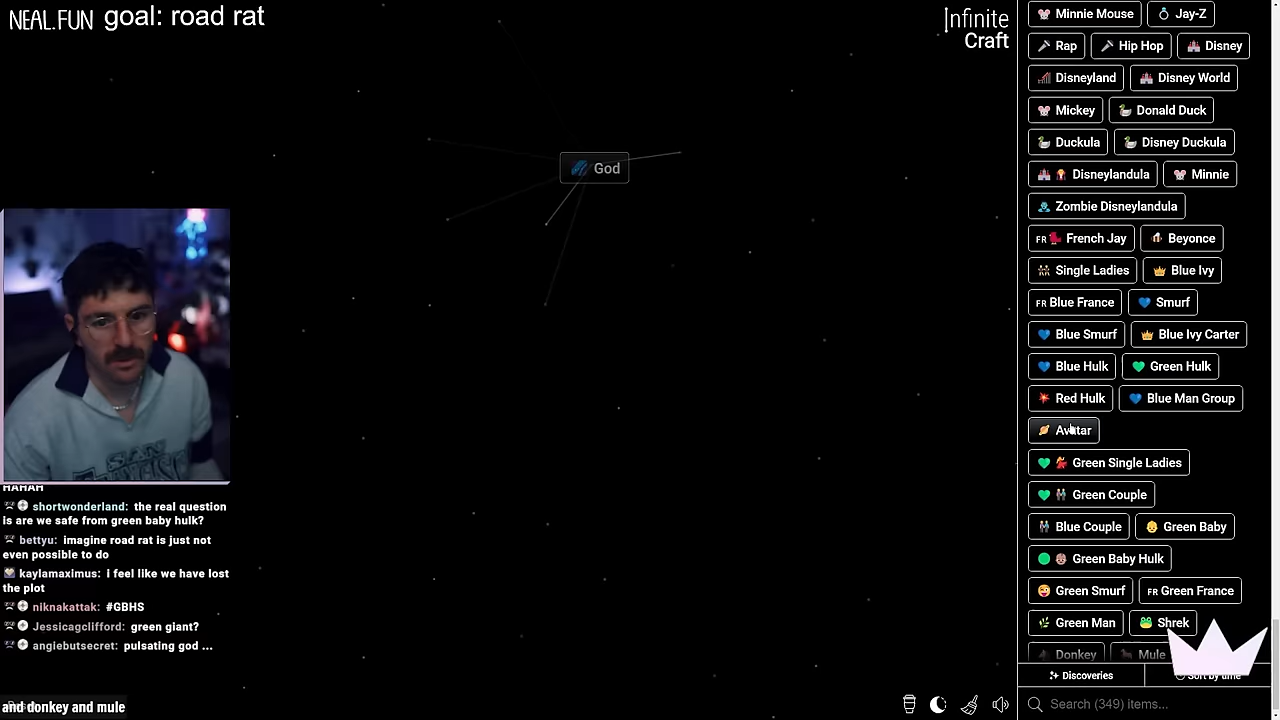 NEAL.FUN goal: road rat
Infinite
Craft
God
Minnie Mouse Jay-Z
Rap Hip Hop Disney
Disneyland Disney World
Mickey Donald Duck
Duckula Disney Duckula
Disneylandula Minnie
Zombie Disneylandula
FR French Jay Beyonce
Single Ladies Blue Ivy
FR Blue France Smurf
Blue Smurf Blue Ivy Carter
Blue Hulk Green Hulk
Red Hulk Blue Man Group
Avatar
Green Single Ladies
Green Couple
Blue Couple Green Baby
Green Baby Hulk
Green Smurf FR Green France
Green Man Shrek
Donkey Mule
Discoveries Sort by time
Search (349) items...
HAHAH
shortwonderland: the real question
is are we safe from green baby hulk?
bettyu: imagine road rat is just not
even possible to do
kaylamaximus: i feel like we have lost
the plot
niknakattak: #GBHS
Jessicagclifford: green giant?
angiebutsecret: pulsating god ...
and donkey and mule